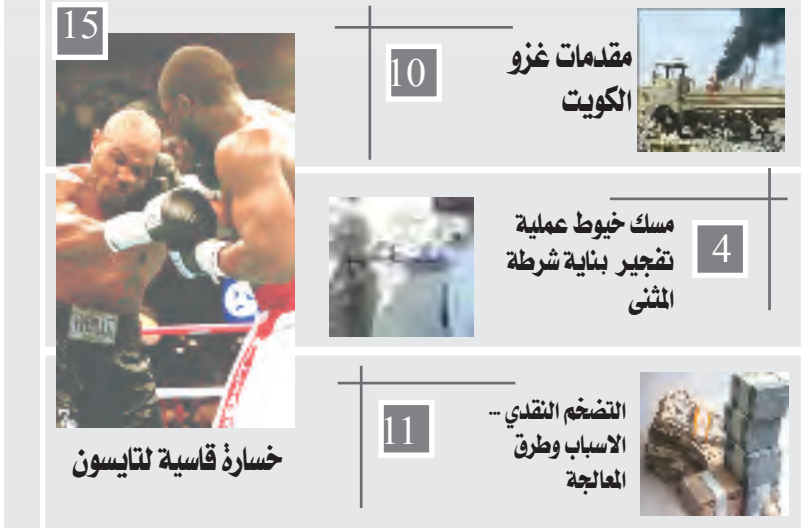 مقدمات غزو
الكويت
10
مسك خيوط عملية
تفجير بناية شرطة
المثنى
4
التضخم النقدي ...
الاسباب وطرق
المعالجة
11
15
خسارة قاسية لتايسون